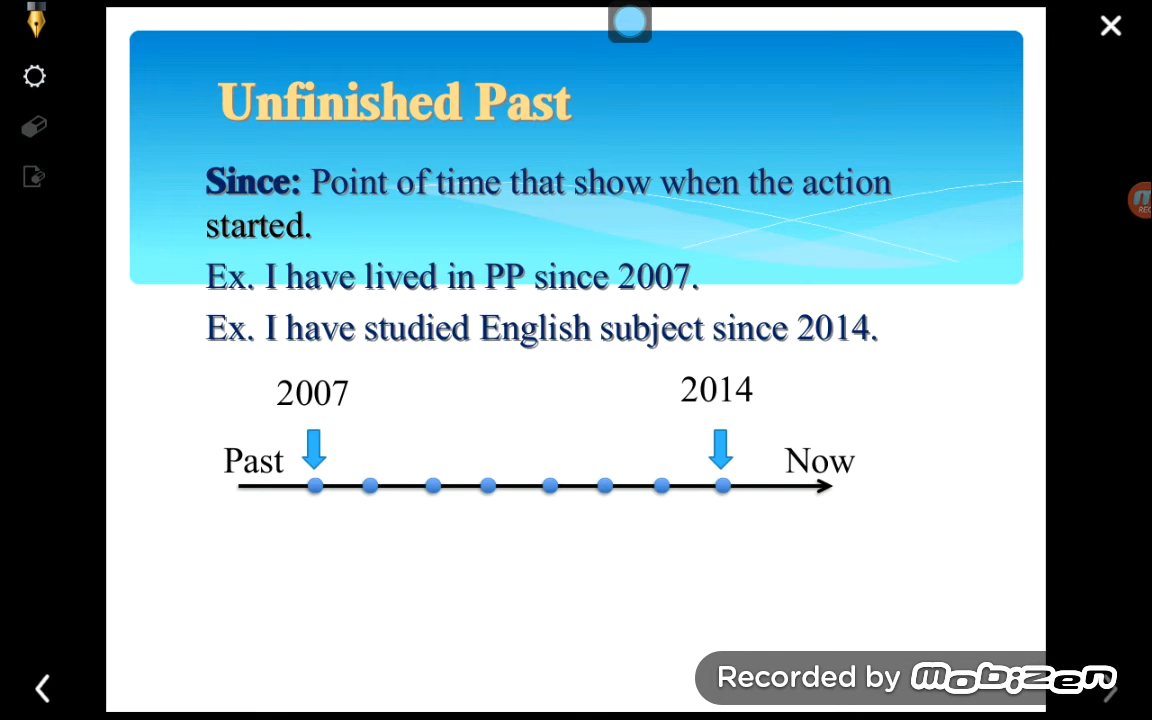 Unfinished Past
Since: Point of time that show when the action
started.
Ex. I have lived in PP since 2007.
Ex. I have studied English subject since 2014.
2007 2014
Past Now
REC
Recorded by mobizen